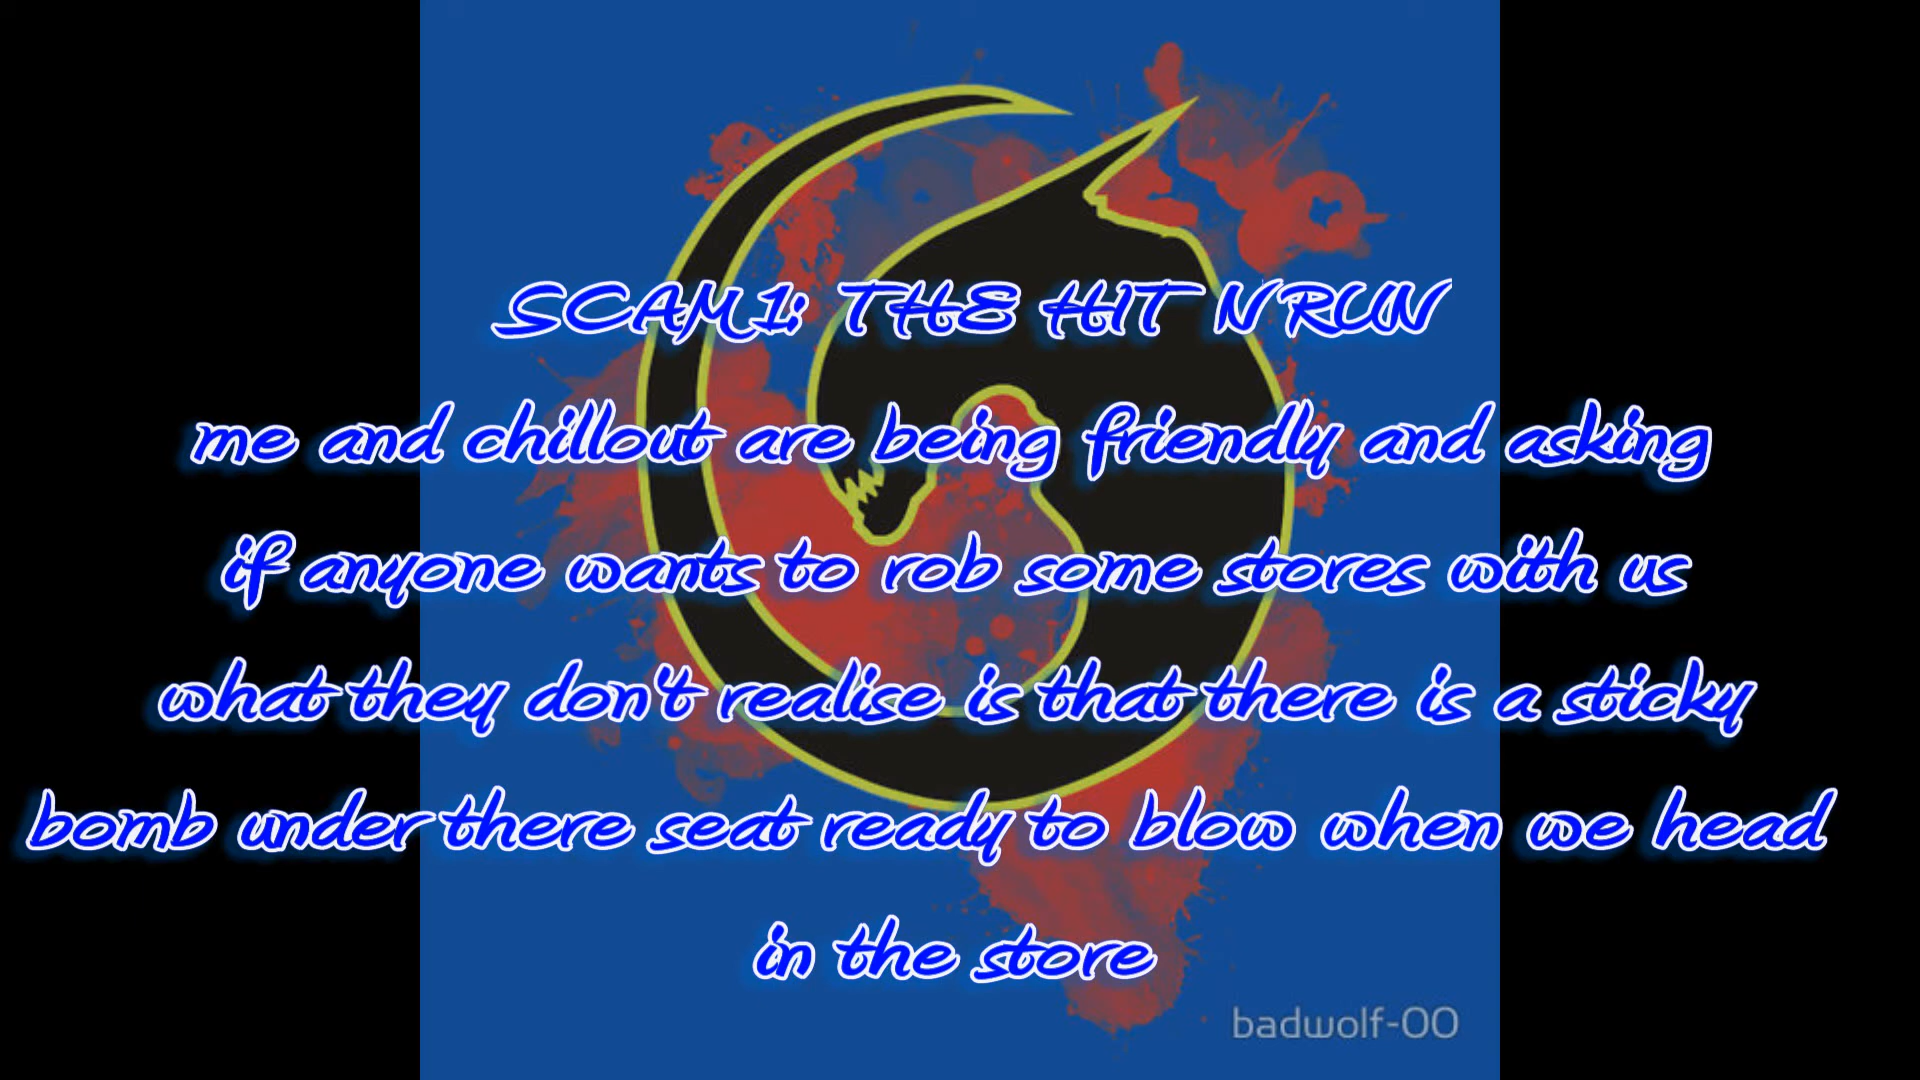 SCAM 1: THE HIT N RUN
me and chillout are being friendly and asking
if anyone wants to rob some stores with us
what they don't realise is that there is a sticky
bomb under there seat ready to blow when we head
in the store
badwolf-00